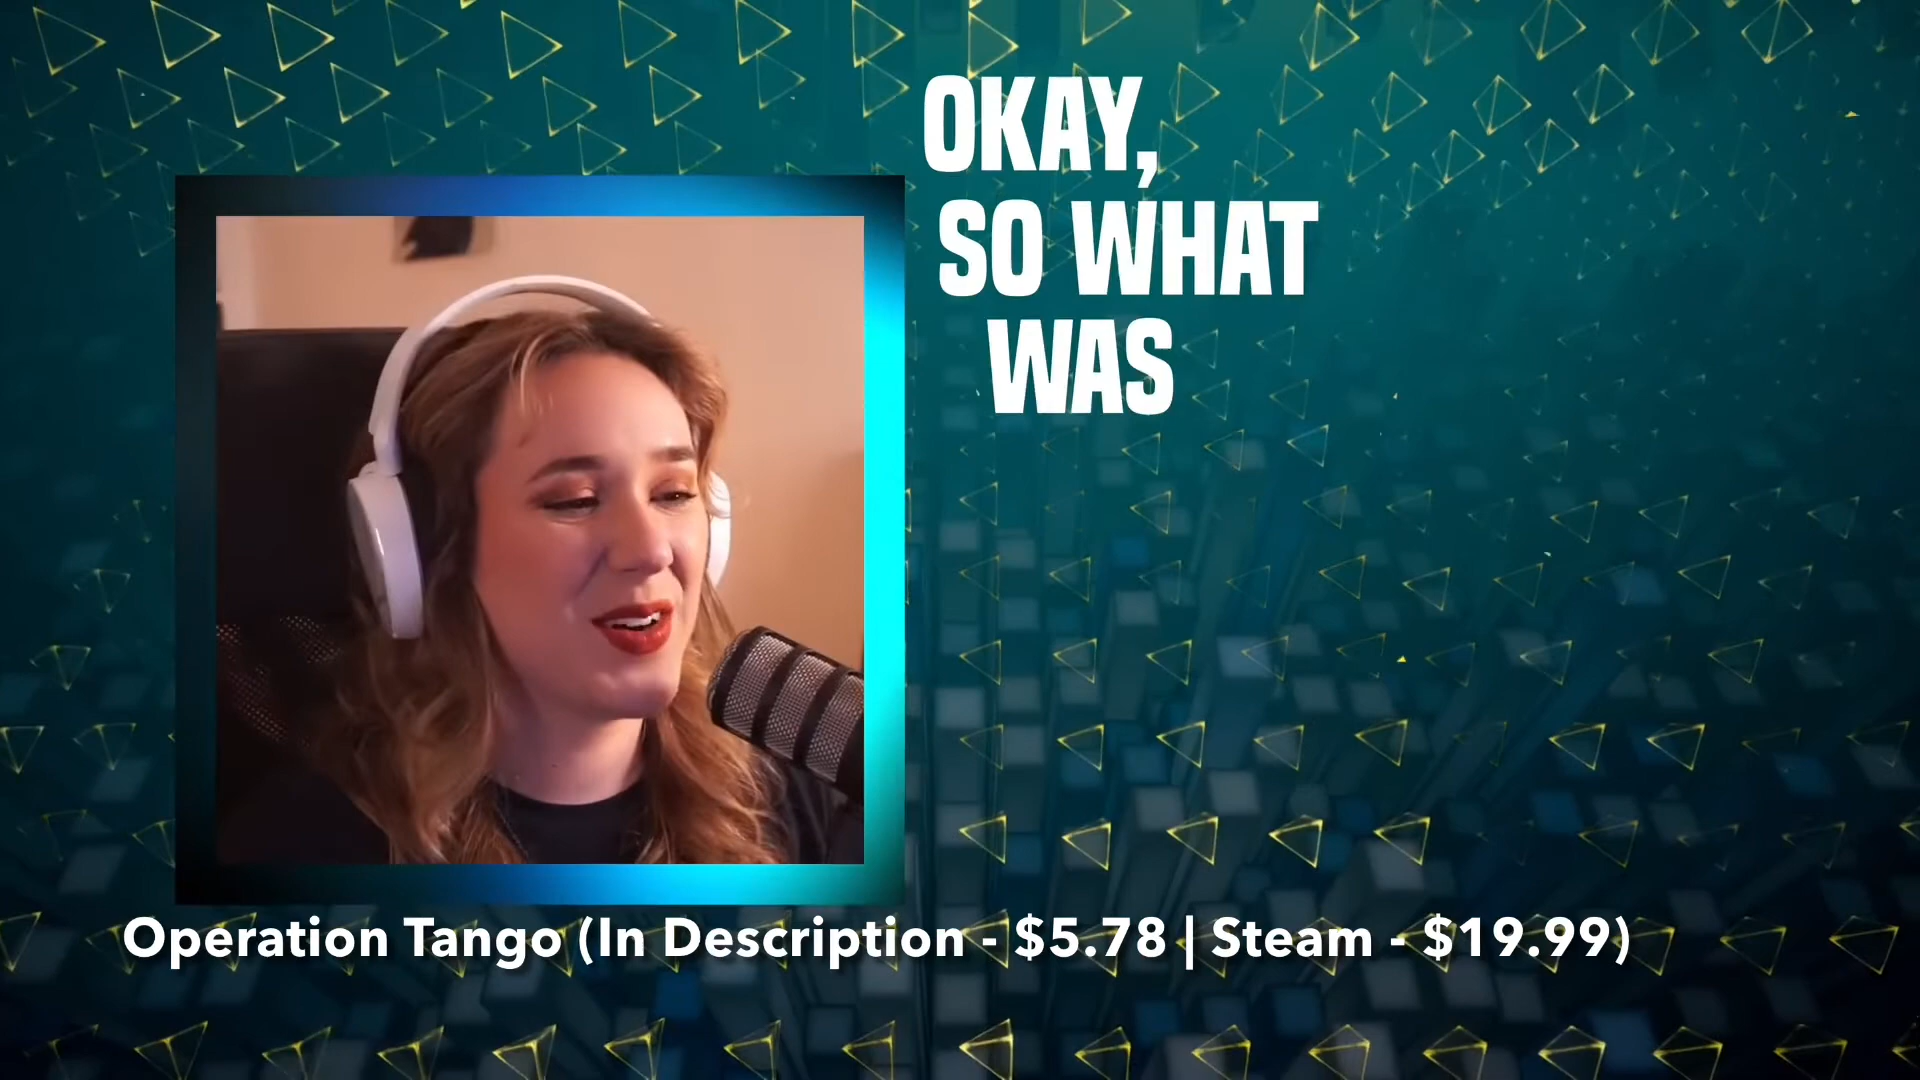 OKAY,
SO WHAT
WAS
Operation Tango (In Description - $5.78 | Steam - $19.99)